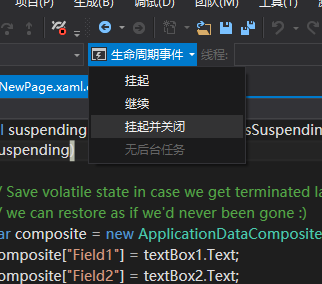 项目(P) 生成(B) 调试(D) 团队(M) 工具(T)
生命周期事件 线程:
NewPage.xaml.
挂起
继续
挂起并关闭
无后台任务
suspending sSuspending
uspending)
/ Save volatile state in case we get terminated la
/ we can restore as if we'd never been gone :)
ar composite = new ApplicationDataComposite
omposite["Field1"] = textBox1.Text;
omposite["Field2"] = textBox2.Text;